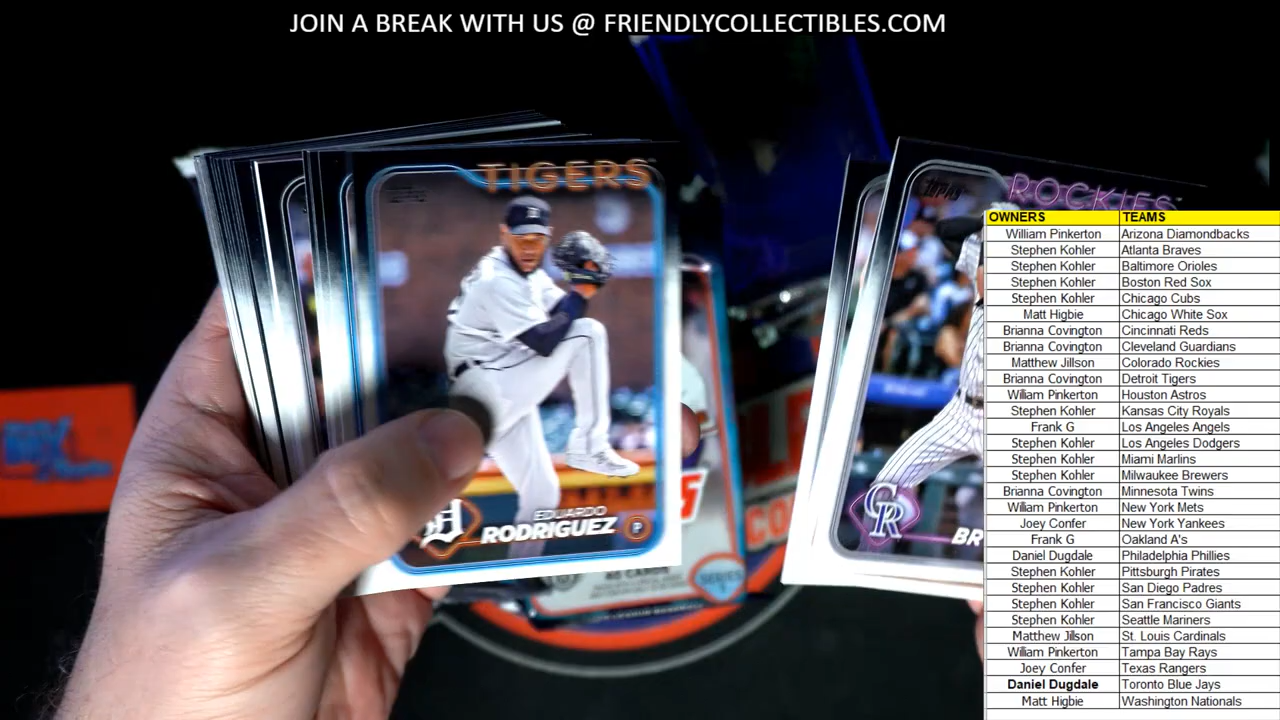 JOIN A BREAK WITH US @ FRIENDLYCOLLECTIBLES.COM
TIGERS
EDUARDO
RODRIGUEZ P
ROCKIES
Topps
CR
BR
SERIES
OWNERS TEAMS
William Pinkerton Arizona Diamondbacks
Stephen Kohler Atlanta Braves
Stephen Kohler Baltimore Orioles
Stephen Kohler Boston Red Sox
Stephen Kohler Chicago Cubs
Matt Higbie Chicago White Sox
Brianna Covington Cincinnati Reds
Brianna Covington Cleveland Guardians
Matthew Jillson Colorado Rockies
Brianna Covington Detroit Tigers
William Pinkerton Houston Astros
Stephen Kohler Kansas City Royals
Frank G Los Angeles Angels
Stephen Kohler Los Angeles Dodgers
Stephen Kohler Miami Marlins
Stephen Kohler Milwaukee Brewers
Brianna Covington Minnesota Twins
William Pinkerton New York Mets
Joey Confer New York Yankees
Frank G Oakland A's
Daniel Dugdale Philadelphia Phillies
Stephen Kohler Pittsburgh Pirates
Stephen Kohler San Diego Padres
Stephen Kohler San Francisco Giants
Stephen Kohler Seattle Mariners
Matthew Jillson St. Louis Cardinals
William Pinkerton Tampa Bay Rays
Joey Confer Texas Rangers
Daniel Dugdale Toronto Blue Jays
Matt Higbie Washington Nationals